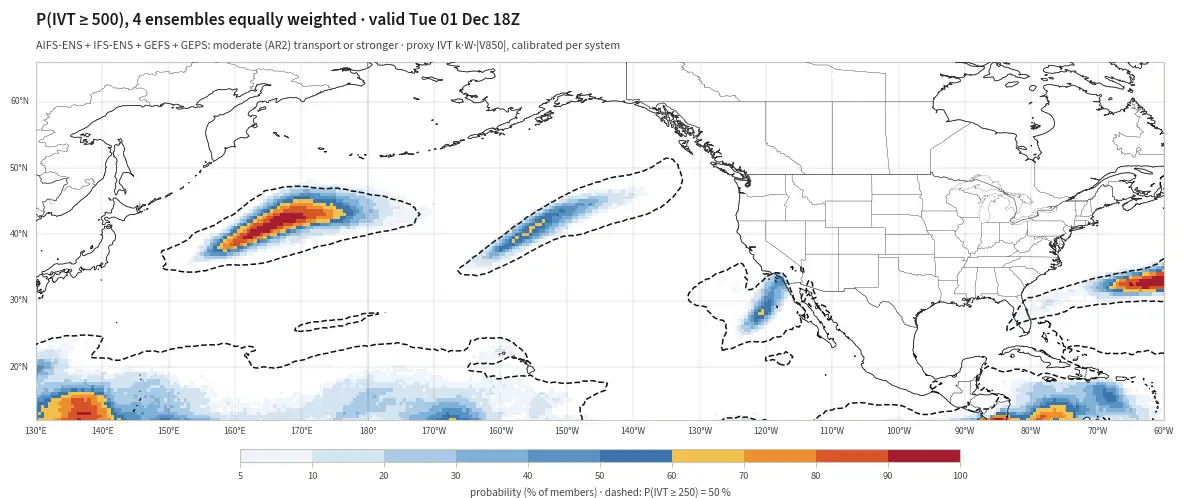 P(IVT ≥ 500), 4 ensembles equally weighted · valid Tue 01 Dec 18Z
AIFS-ENS + IFS-ENS + GEFS + GEPS: moderate (AR2) transport or stronger · proxy IVT k·W·|V850|, calibrated per system
60°N
50°N
40°N
30°N
20°N
130°E 140°E 150°E 160°E 170°E 180° 170°W 160°W 150°W 140°W 130°W 120°W 110°W 100°W 90°W 80°W 70°W 60°W
5 10 20 30 40 50 60 70 80 90 100
probability (% of members) · dashed: P(IVT ≥ 250) = 50 %